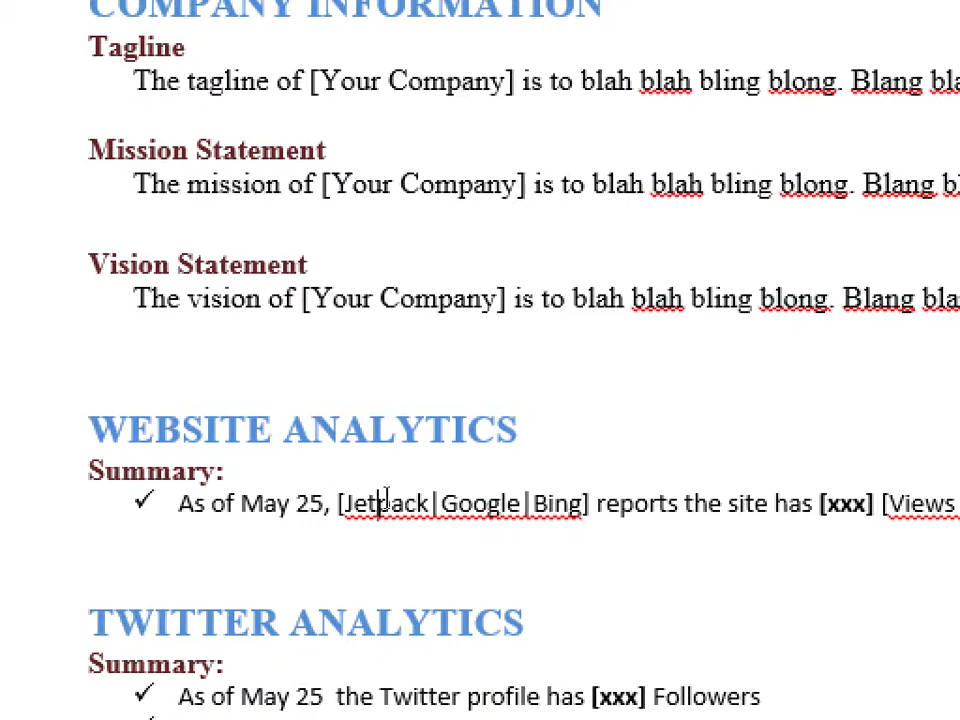 COMPANY INFORMATION
Tagline
The tagline of [Your Company] is to blah blah bling blong. Blang bla
Mission Statement
The mission of [Your Company] is to blah blah bling blong. Blang bl
Vision Statement
The vision of [Your Company] is to blah blah bling blong. Blang bla
WEBSITE ANALYTICS
Summary:
✓ As of May 25, [Jetpack|Google|Bing] reports the site has [xxx] [Views
TWITTER ANALYTICS
Summary:
✓ As of May 25 the Twitter profile has [xxx] Followers